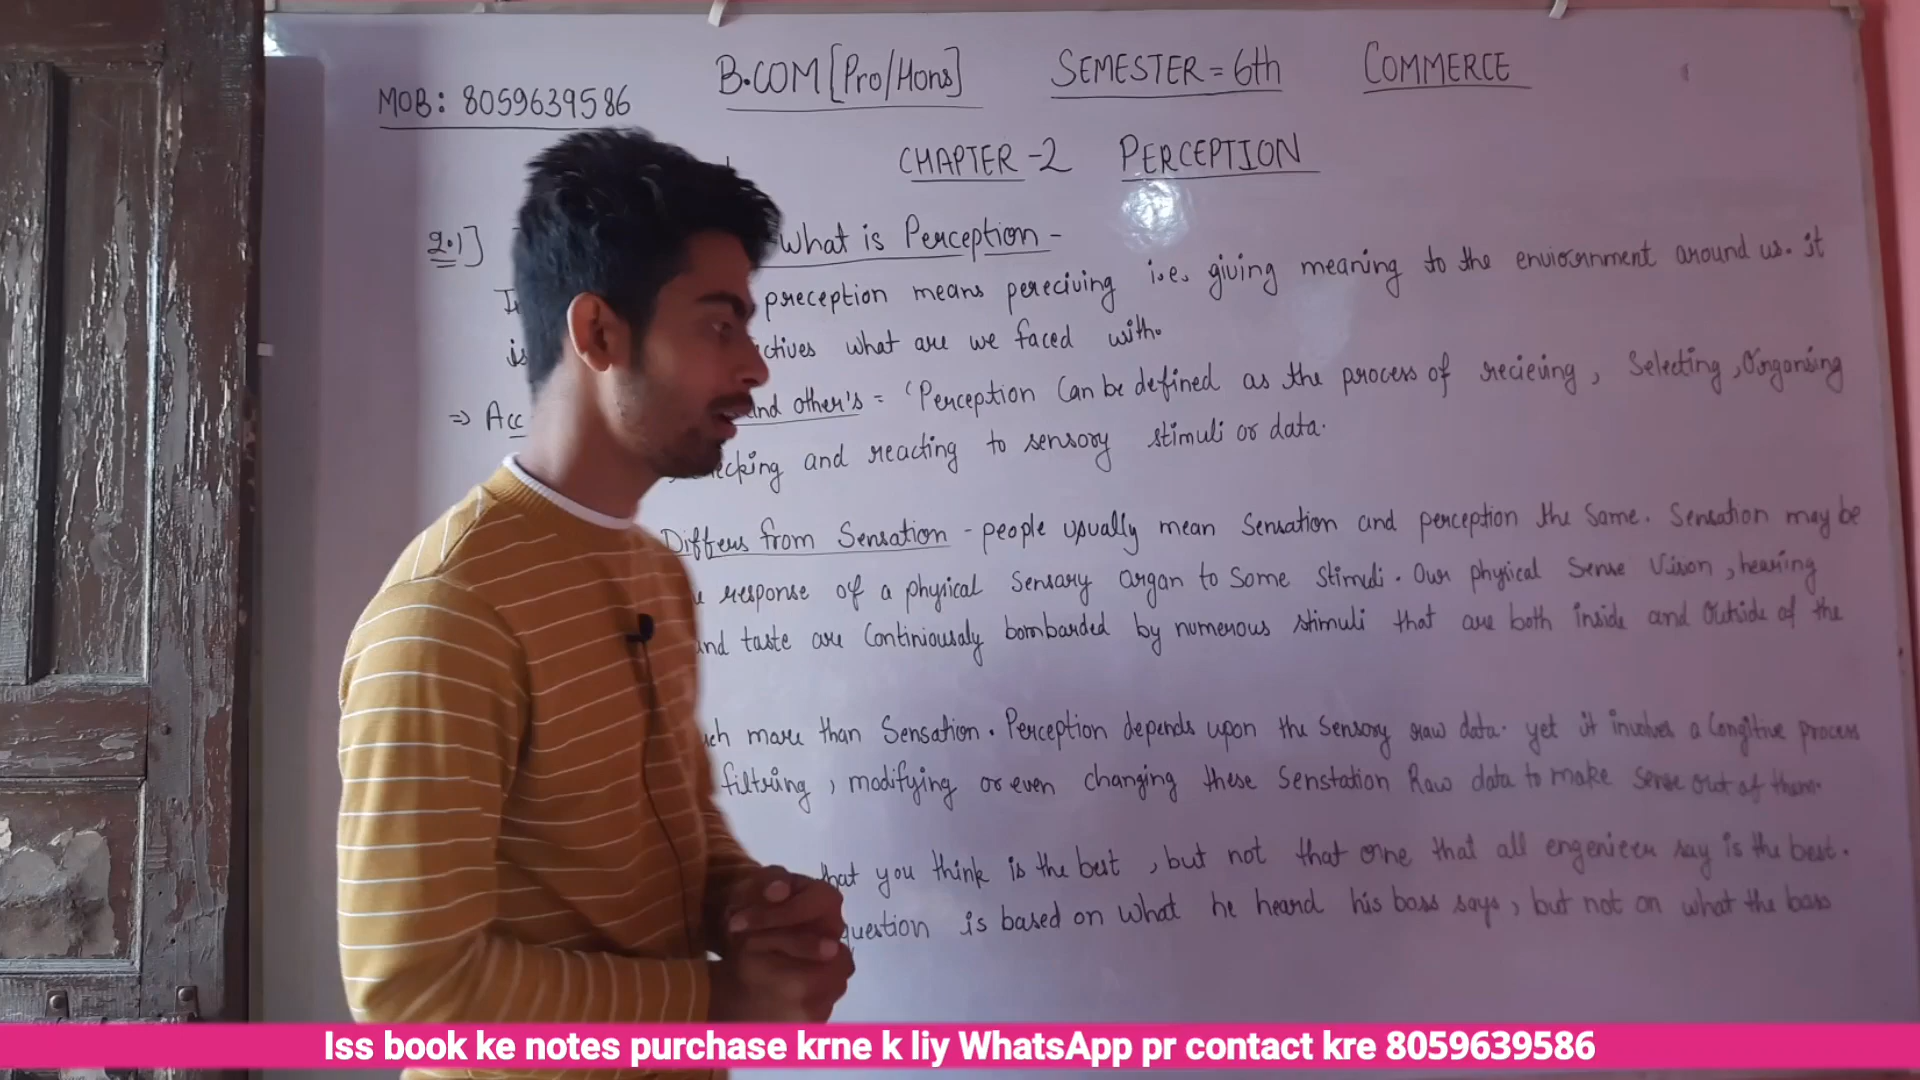 MOB: 8059639586 B.COM [Pro/Hons] SEMESTER = 6th COMMERCE
CHAPTER -2 PERCEPTION
2.1] What is Perception -
preception means pereciving i.e. giving meaning to the enviornment around us. it
is what are we faced with.
⇒ Acc and other's = 'Perception Can be defined as the process of recieving, Selecting, Organising
and reacting to sensory stimuli or data.
Differs from Sensation - people usually mean Sensation and perception the Same. Sensation may be
response of a physical Sensary organ to Some Stimuli. Our physical Sense Vision, hearing
and taste are Continiousaly bombarded by numerous stimuli that are both inside and Outside of the
more than Sensation. Perception depends upon the Sensory raw data. yet it involves a Congitive process
filtring, modifying or even changing these Senstation Raw data to make Sense out of them.
that you think is the best, but not that one that all engenieer say is the best.
question is based on what he heard his boss says, but not on what the boss
Iss book ke notes purchase krne k liy WhatsApp pr contact kre 8059639586